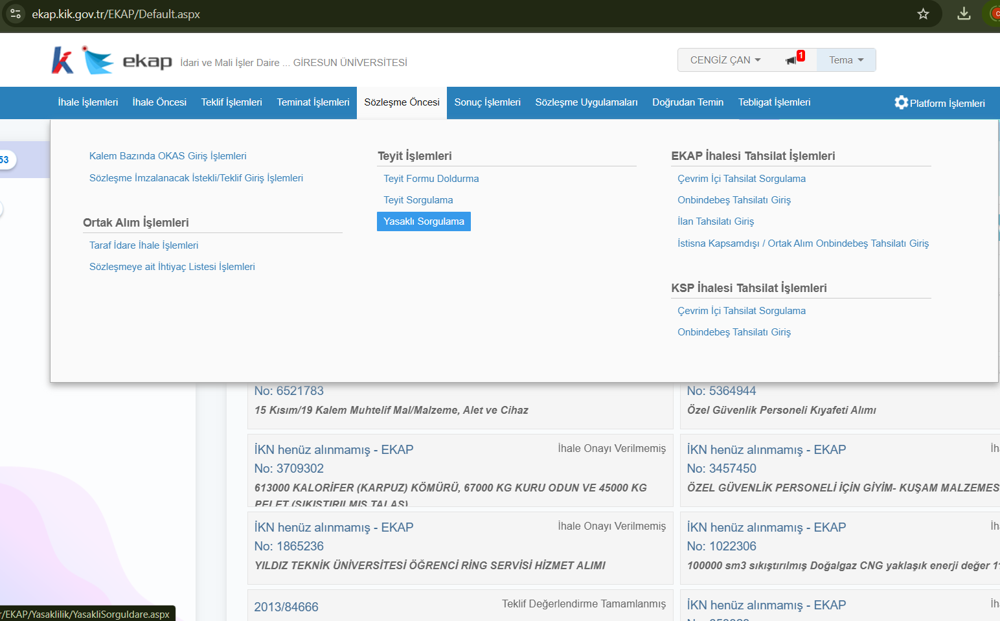 ekap.kik.gov.tr/EKAP/Default.aspx
ekap
İdari ve Mali İşler Daire ... GİRESUN ÜNİVERSİTESİ
CENGİZ ÇAN
1
Tema
İhale İşlemleri
İhale Öncesi
Teklif İşlemleri
Teminat İşlemleri
Sözleşme Öncesi
Sonuç İşlemleri
Sözleşme Uygulamaları
Doğrudan Temin
Tebligat İşlemleri
Platform İşlemleri
53
Kalem Bazında OKAS Giriş İşlemleri
Sözleşme İmzalanacak İstekli/Teklif Giriş İşlemleri
Ortak Alım İşlemleri
Taraf İdare İhale İşlemleri
Sözleşmeye ait İhtiyaç Listesi İşlemleri
Teyit İşlemleri
Teyit Formu Doldurma
Teyit Sorgulama
Yasaklı Sorgulama
EKAP İhalesi Tahsilat İşlemleri
Çevrim İçi Tahsilat Sorgulama
Onbindebeş Tahsilatı Giriş
İlan Tahsilatı Giriş
İstisna Kapsamdışı / Ortak Alım Onbindebeş Tahsilatı Giriş
KSP İhalesi Tahsilat İşlemleri
Çevrim İçi Tahsilat Sorgulama
Onbindebeş Tahsilatı Giriş
No: 6521783
15 Kısım/19 Kalem Muhtelif Mal/Malzeme, Alet ve Cihaz
No: 5364944
Özel Güvenlik Personeli Kıyafeti Alımı
İKN henüz alınmamış - EKAP
No: 3709302
İhale Onayı Verilmemiş
613000 KALORİFER (KARPUZ) KÖMÜRÜ, 67000 KG KURU ODUN VE 45000 KG
PELET (SIKIŞTIRILMIŞ TALAŞ)
İKN henüz alınmamış - EKAP
No: 3457450
İh
ÖZEL GÜVENLİK PERSONELİ İÇİN GİYİM- KUŞAM MALZEMES
İKN henüz alınmamış - EKAP
No: 1865236
İhale Onayı Verilmemiş
YILDIZ TEKNİK ÜNİVERSİTESİ ÖĞRENCİ RİNG SERVİSİ HİZMET ALIMI
İKN henüz alınmamış - EKAP
No: 1022306
İh
100000 sm3 sıkıştırılmış Doğalgaz CNG yaklaşık enerji değer 1
2013/84666
Teklif Değerlendirme Tamamlanmış
İKN henüz alınmamış - EKAP
İh
r/EKAP/Yasaklilik/YasakliSorguIdare.aspx